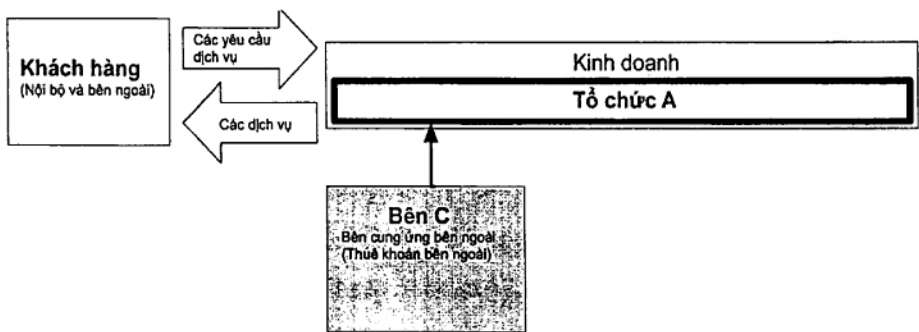 Khách hàng
(Nội bộ và bên ngoài)
Các yêu cầu
dịch vụ
Các dịch vụ
Kinh doanh
Tổ chức A
Bên C
Bên cung ứng bên ngoài
(Thuê khoán bên ngoài)